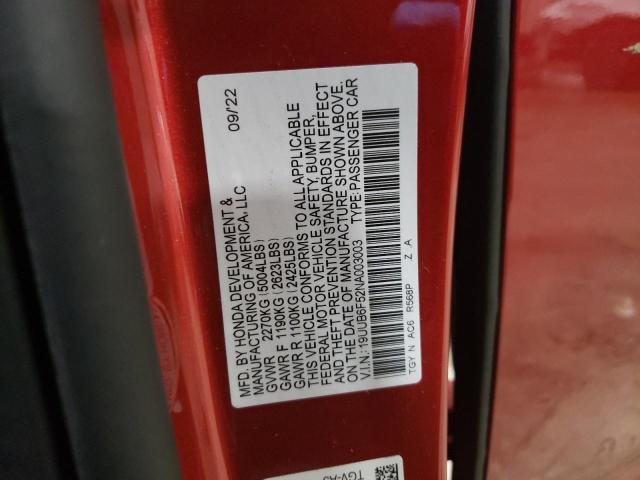 MFD. BY HONDA DEVELOPMENT &
MANUFACTURING OF AMERICA, LLC 09/22
GVWR 2270KG(5004LBS)
GAWR F 1190KG(2623LBS)
GAWR R 1100KG(2425LBS)
THIS VEHICLE CONFORMS TO ALL APPLICABLE
FEDERAL MOTOR VEHICLE SAFETY, BUMPER,
AND THEFT PREVENTION STANDARDS IN EFFECT
ON THE DATE OF MANUFACTURE SHOWN ABOVE.
V.I.N.: 19UUB6F52NA003003 TYPE: PASSENGER CAR
TGY N AC6 R568P Z A